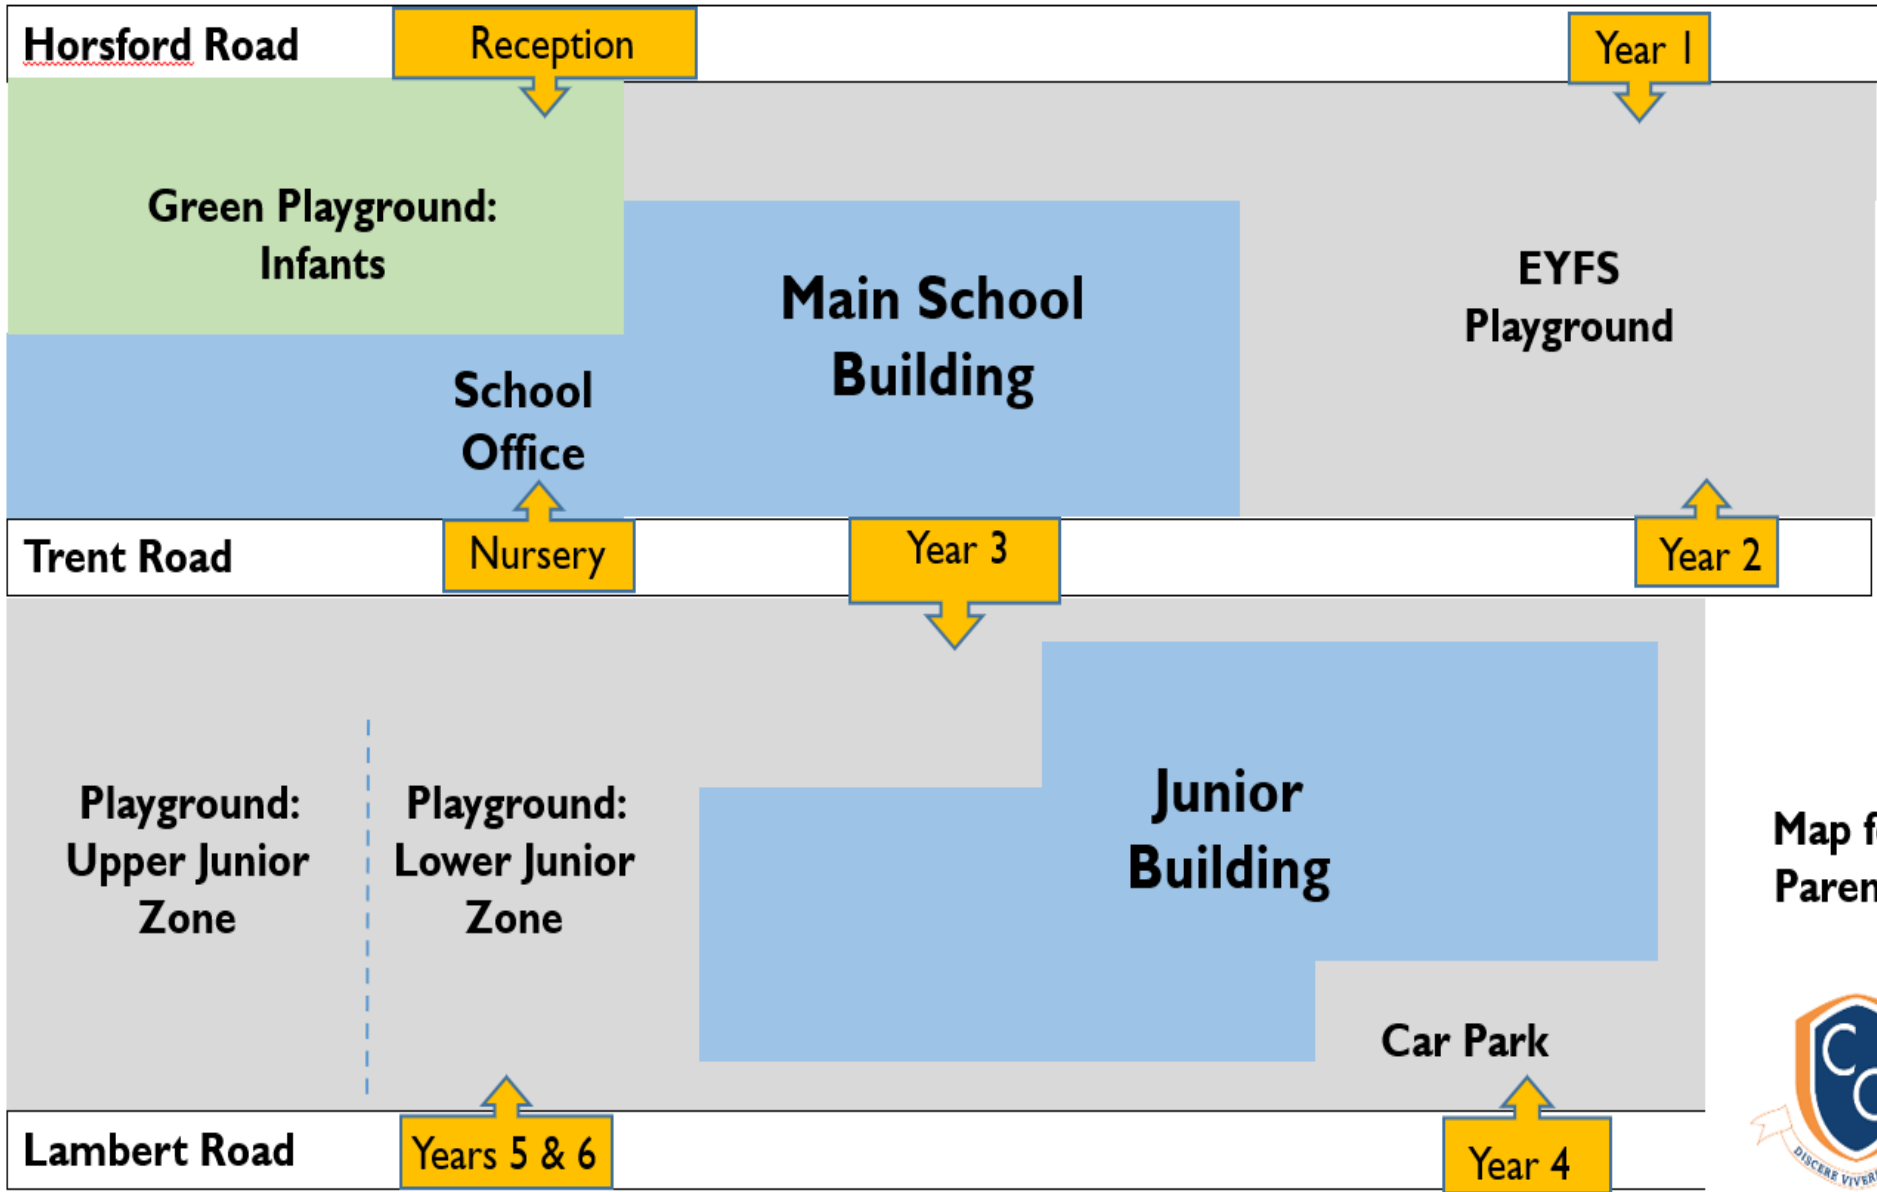 Horsford Road
Reception
Year 1
Green Playground:
Infants
Main School
Building
EYFS
Playground
School
Office
Trent Road
Nursery
Year 3
Year 2
Playground:
Upper Junior
Zone
Playground:
Lower Junior
Zone
Junior
Building
Map
Car Park
C
DISCERE
Lambert Road
Years 5 & 6
Year 4